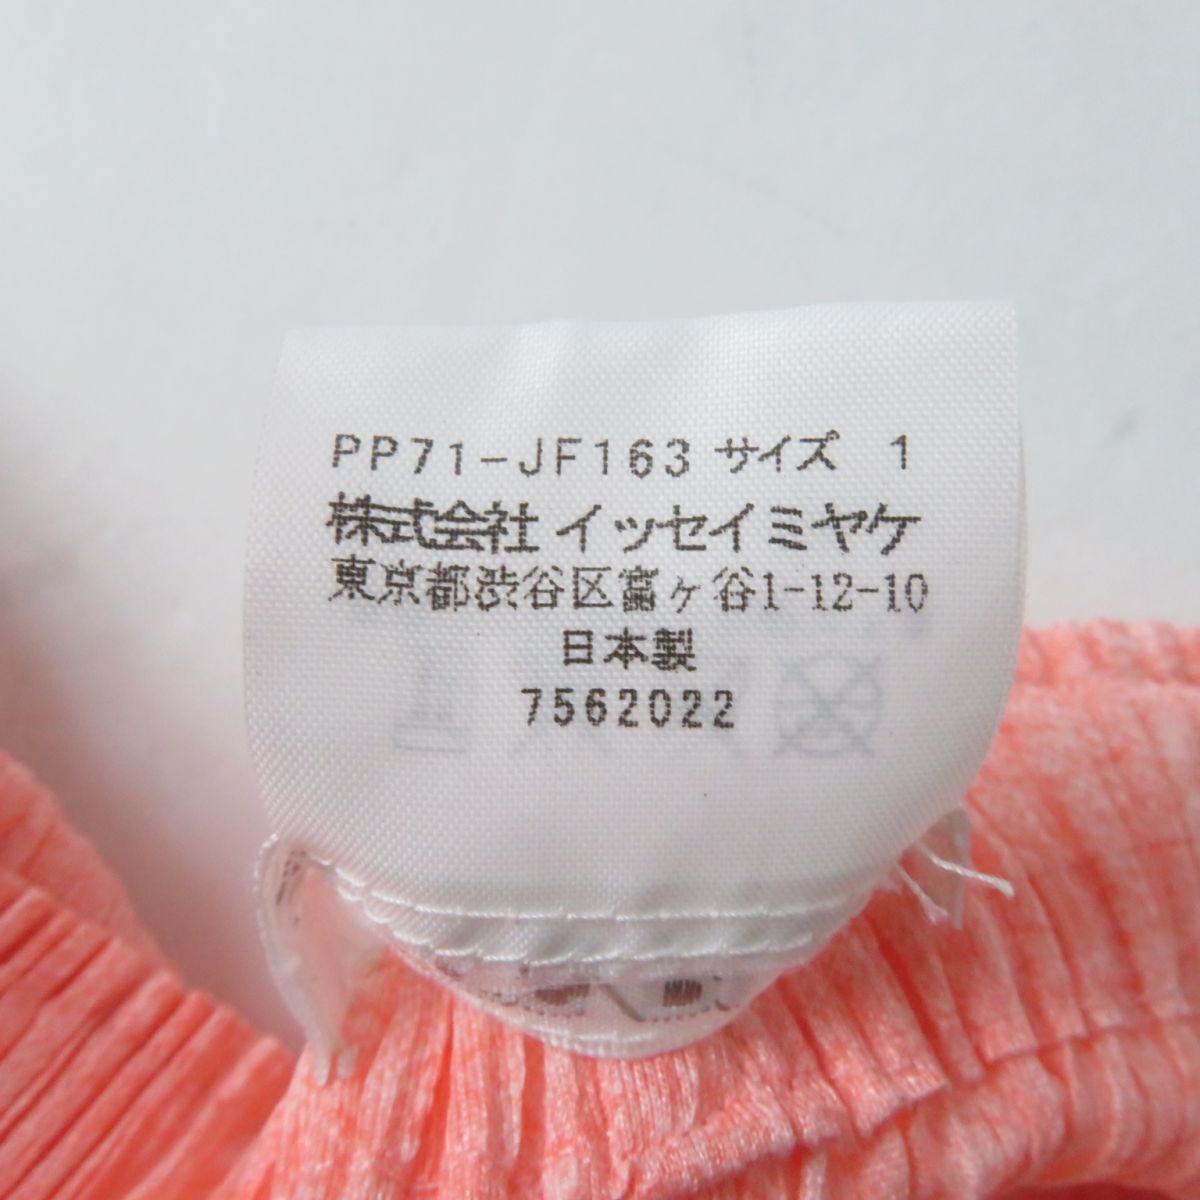 PP71-JF163 サイズ 1
株式会社 イッセイミヤケ
東京都渋谷区富ヶ谷1-12-10
日本製
7562022